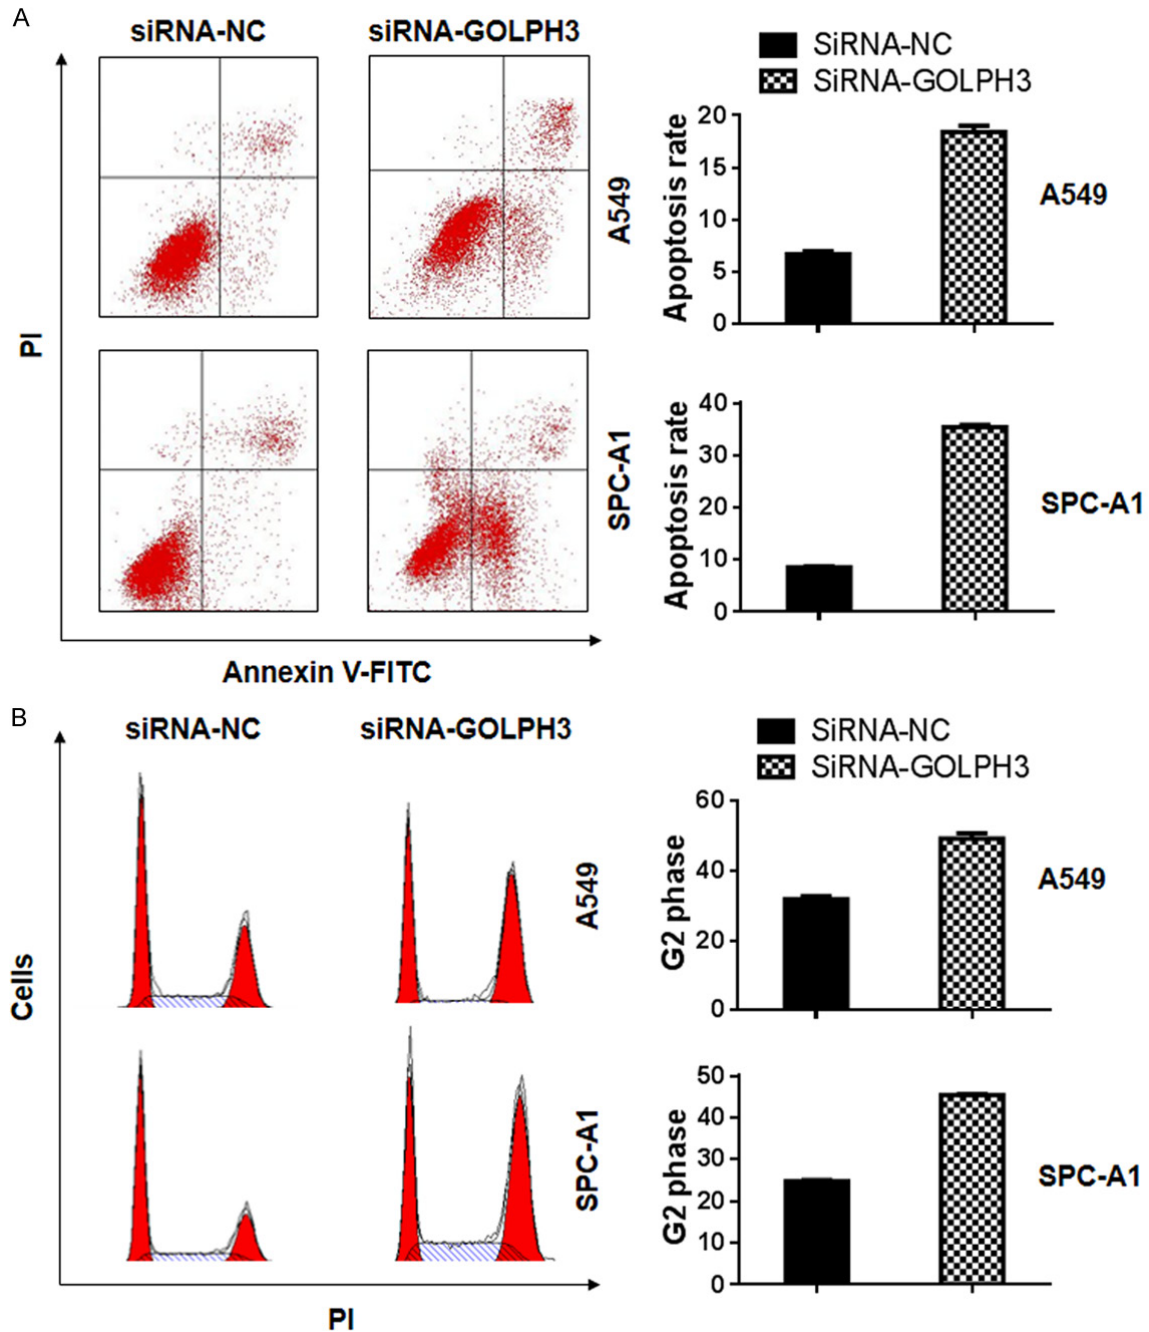 A
siRNA-NC
siRNA-GOLPH3
SiRNA-NC
SiRNA-GOLPH3
PI
A549
SPC-A1
Annexin V-FITC
Apoptosis rate
20
15
10
5
0
A549
Apoptosis rate
40
30
20
10
0
SPC-A1
B
siRNA-NC
siRNA-GOLPH3
SiRNA-NC
SiRNA-GOLPH3
Cells
A549
SPC-A1
PI
G2 phase
60
40
20
0
A549
G2 phase
50
40
30
20
10
0
SPC-A1